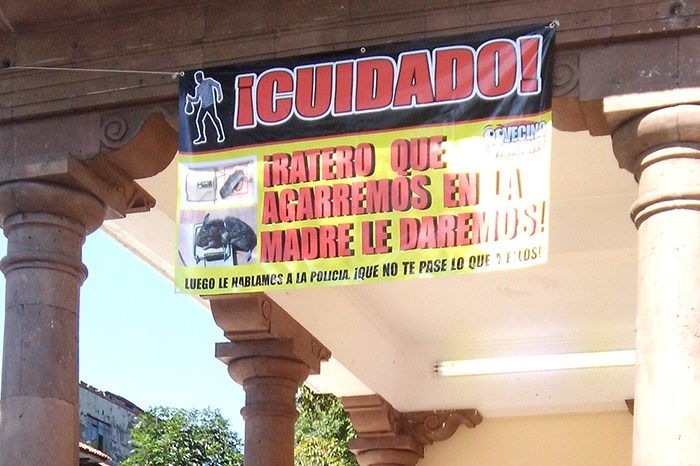 ¡CUIDADO!
VECINO
¡RATERO QUE
AGARREMOS EN LA
MADRE LE DAREMOS!
LUEGO LE HABLAMOS A LA POLICIA. ¡QUE NO TE PASE LO QUE A ELLOS!